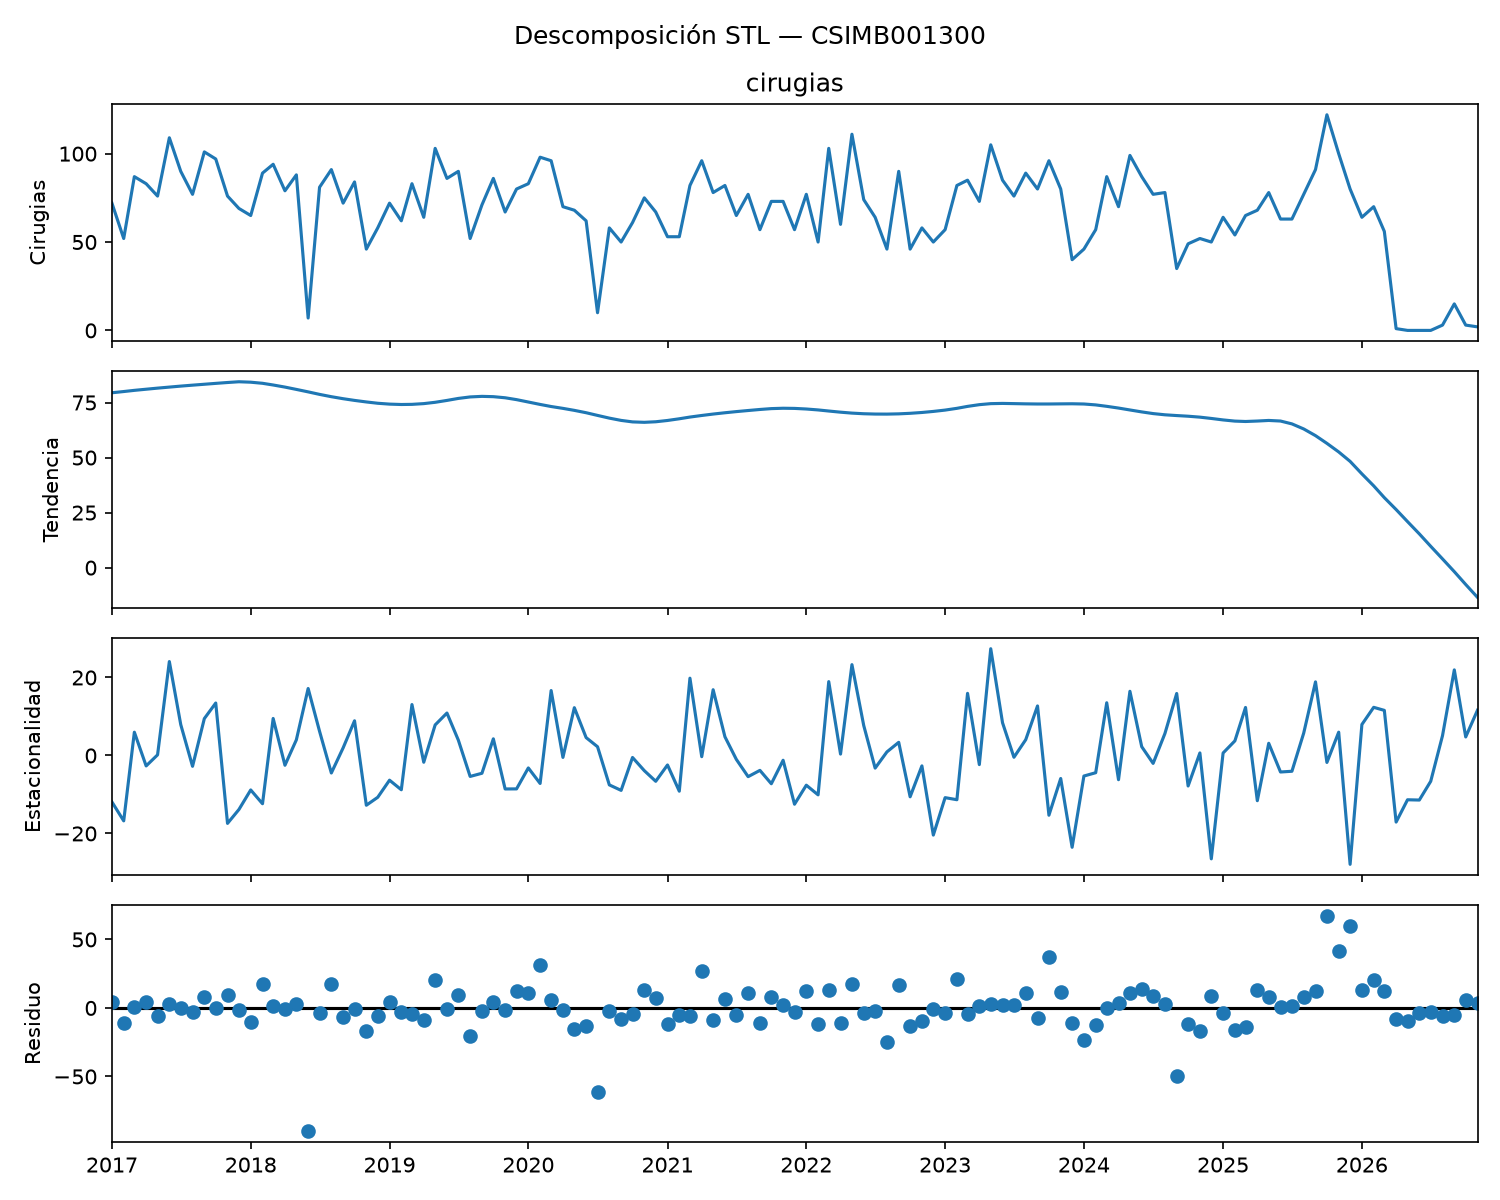 Descomposición STL — CSIMB001300
cirugias
Cirugias
100
50
0
Tendencia
75
50
25
0
Estacionalidad
20
0
−20
Residuo
50
0
−50
2017 2018 2019 2020 2021 2022 2023 2024 2025 2026